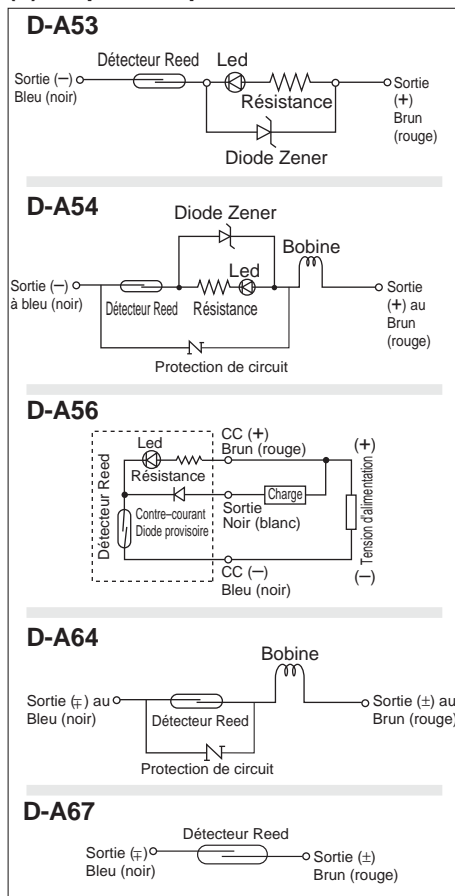 D-A53
Détecteur Reed
Led
Sortie (−)
Bleu (noir)
Résistance
Sortie
(+)
Brun
(rouge)
Diode Zener
D-A54
Diode Zener
Bobine
Led
Sortie (−)
à bleu (noir)
Détecteur Reed
Résistance
Sortie
(+) au
Brun
(rouge)
Protection de circuit
D-A56
Détecteur Reed
Led
Résistance
CC (+)
Brun (rouge)
Contre–courant
Diode provisoire
Charge
Sortie
Noir (blanc)
CC (−)
Bleu (noir)
(+)
Tension d'alimentation
(−)
D-A64
Bobine
Sortie (∓) au
Bleu (noir)
Détecteur Reed
Sortie (±) au
Brun (rouge)
Protection de circuit
D-A67
Détecteur Reed
Sortie (∓)
Bleu (noir)
Sortie (±)
Brun (rouge)